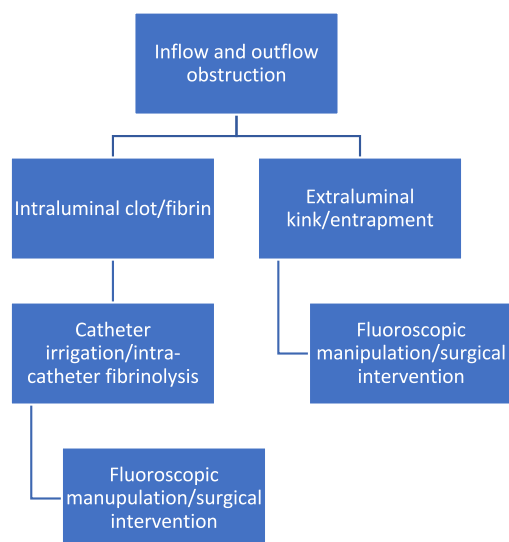 Inflow and outflow
obstruction
Intraluminal clot/fibrin
Extraluminal
kink/entrapment
Catheter
irrigation/intra-
catheter fibrinolysis
Fluoroscopic
manipulation/surgical
intervention
Fluoroscopic
manupulation/surgical
intervention